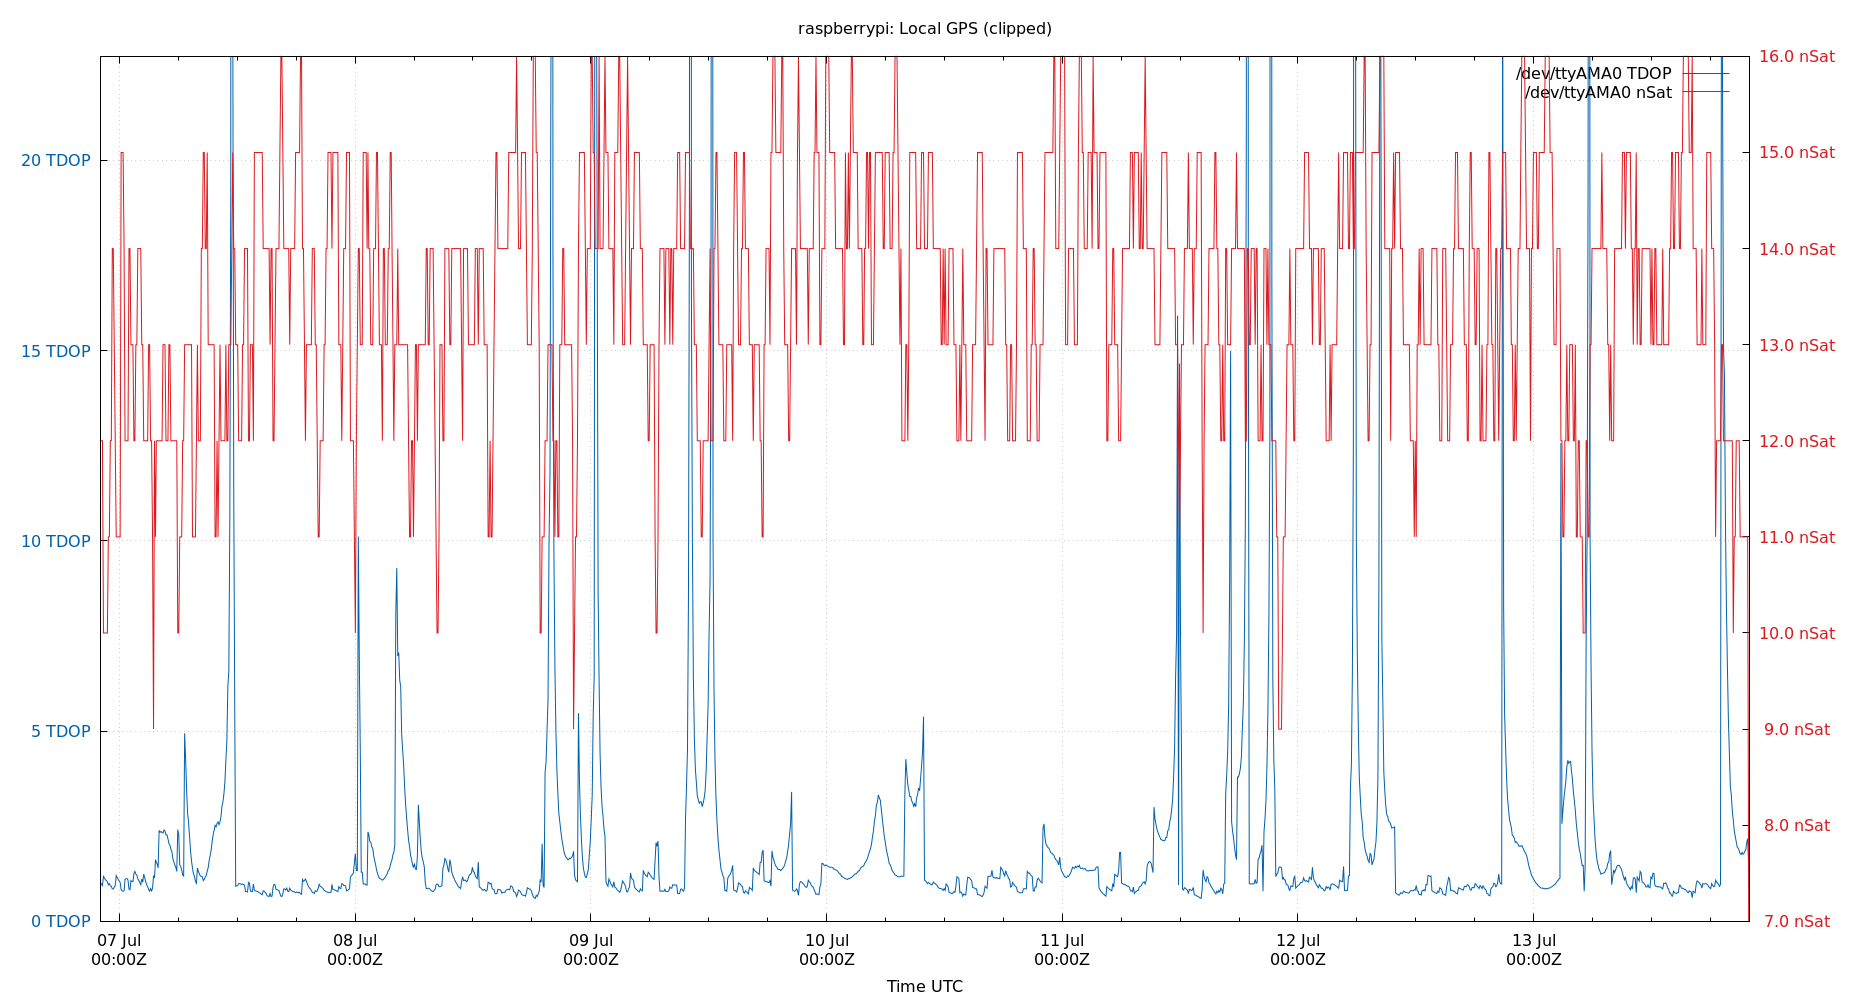 raspberrypi: Local GPS (clipped)
/dev/ttyAMA0 TDOP
/dev/ttyAMA0 nSat
20 TDOP
15 TDOP
10 TDOP
5 TDOP
0 TDOP
16.0 nSat
15.0 nSat
14.0 nSat
13.0 nSat
12.0 nSat
11.0 nSat
10.0 nSat
9.0 nSat
8.0 nSat
7.0 nSat
07 Jul 08 Jul 09 Jul 10 Jul 11 Jul 12 Jul 13 Jul
00:00Z 00:00Z 00:00Z 00:00Z 00:00Z 00:00Z 00:00Z
Time UTC